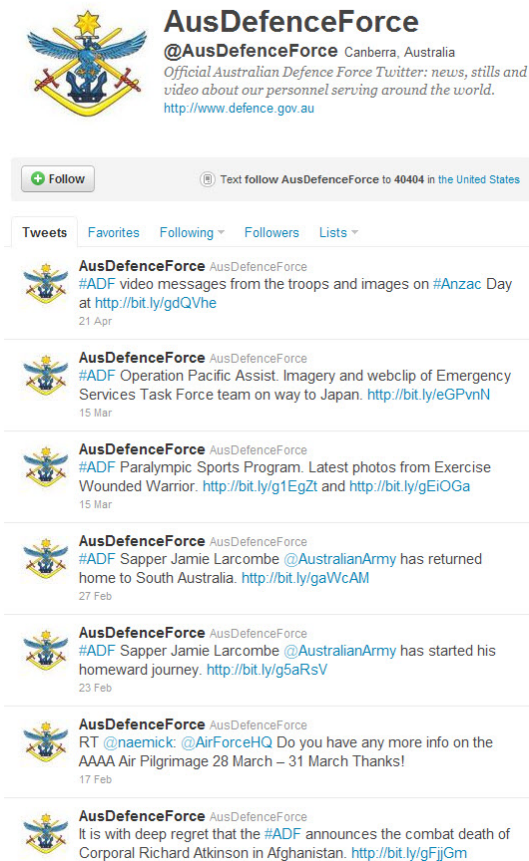 AusDefenceForce
@AusDefenceForce Canberra, Australia
Official Australian Defence Force Twitter: news, stills and
video about our personnel serving around the world.
http://www.defence.gov.au
Follow
Text follow AusDefenceForce to 40404 in the United States
Tweets Favorites Following Followers Lists
AusDefenceForce AusDefenceForce
#ADF video messages from the troops and images on #Anzac Day
at http://bit.ly/gdQVhe
21 Apr
AusDefenceForce AusDefenceForce
#ADF Operation Pacific Assist. Imagery and webclip of Emergency
Services Task Force team on way to Japan. http://bit.ly/eGPvnN
15 Mar
AusDefenceForce AusDefenceForce
#ADF Paralympic Sports Program. Latest photos from Exercise
Wounded Warrior. http://bit.ly/g1EgZt and http://bit.ly/gEiOGa
15 Mar
AusDefenceForce AusDefenceForce
#ADF Sapper Jamie Larcombe @AustralianArmy has returned
home to South Australia. http://bit.ly/gaWcAM
27 Feb
AusDefenceForce AusDefenceForce
#ADF Sapper Jamie Larcombe @AustralianArmy has started his
homeward journey. http://bit.ly/g5aRsV
23 Feb
AusDefenceForce AusDefenceForce
RT @naemick: @AirForceHQ Do you have any more info on the
AAAA Air Pilgrimage 28 March – 31 March Thanks!
17 Feb
AusDefenceForce AusDefenceForce
It is with deep regret that the #ADF announces the combat death of
Corporal Richard Atkinson in Afghanistan. http://bit.ly/gFjjGm